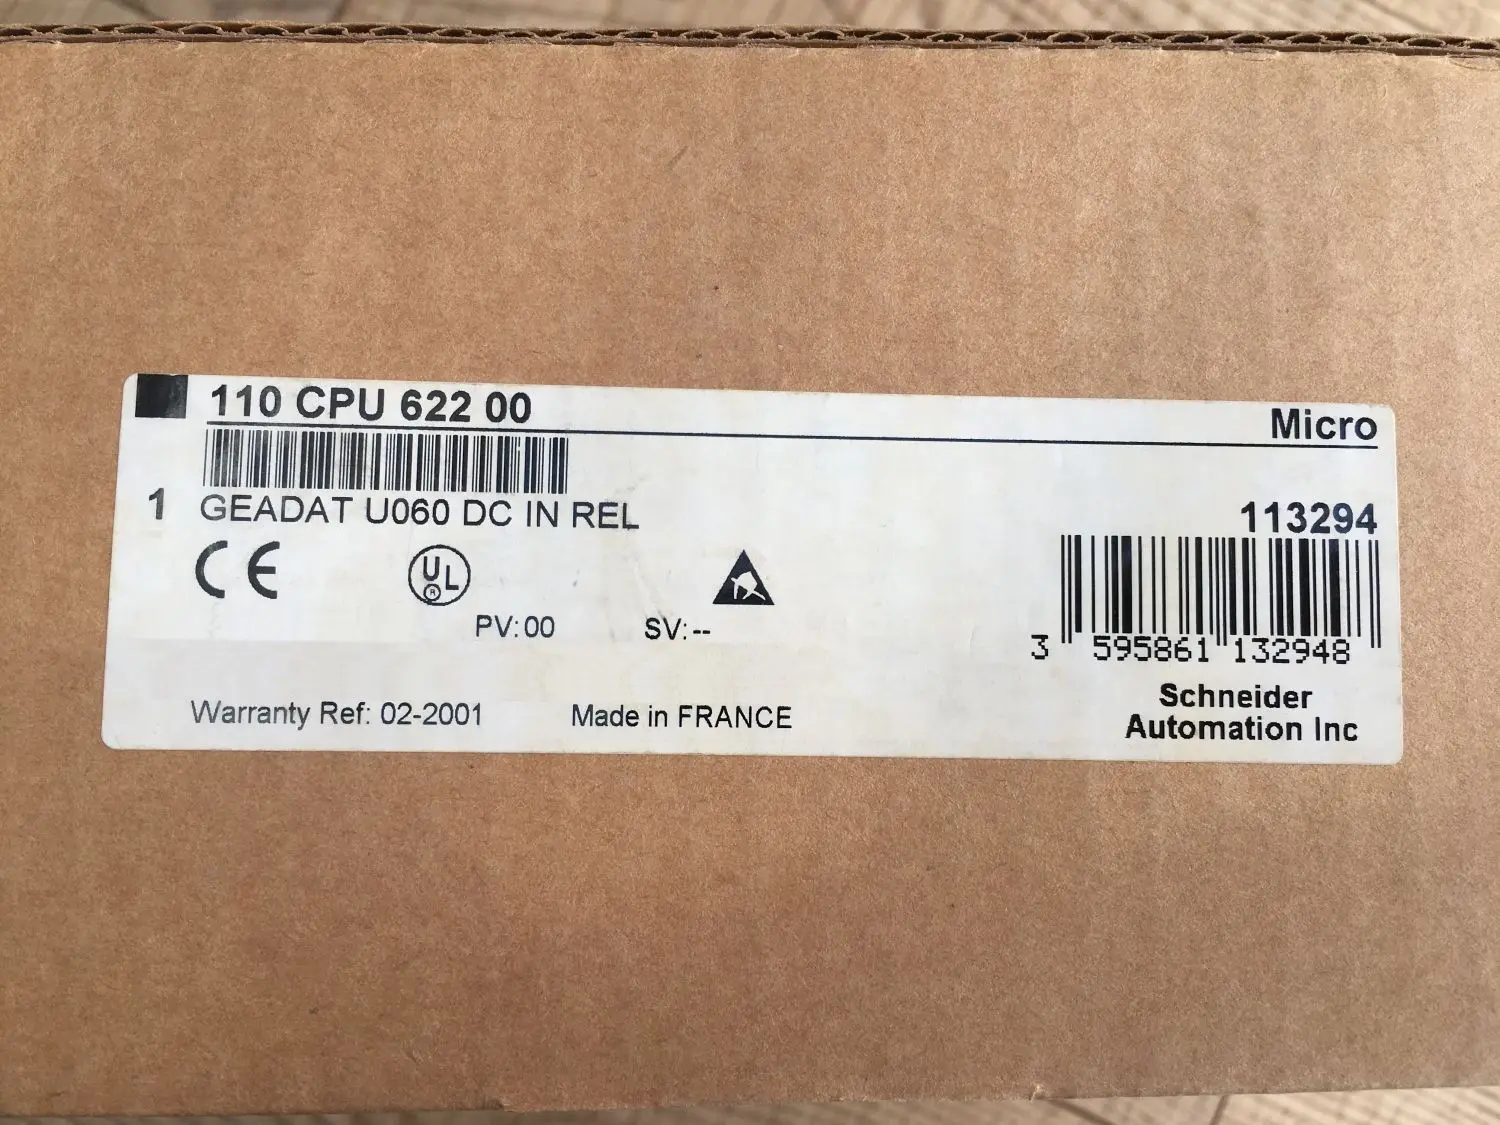 110 CPU 622 00
Micro
1 GEADAT U060 DC IN REL
113294
CE
UL
®
PV:00 SV:--
3 595861 132948
Warranty Ref: 02-2001 Made in FRANCE
Schneider
Automation Inc